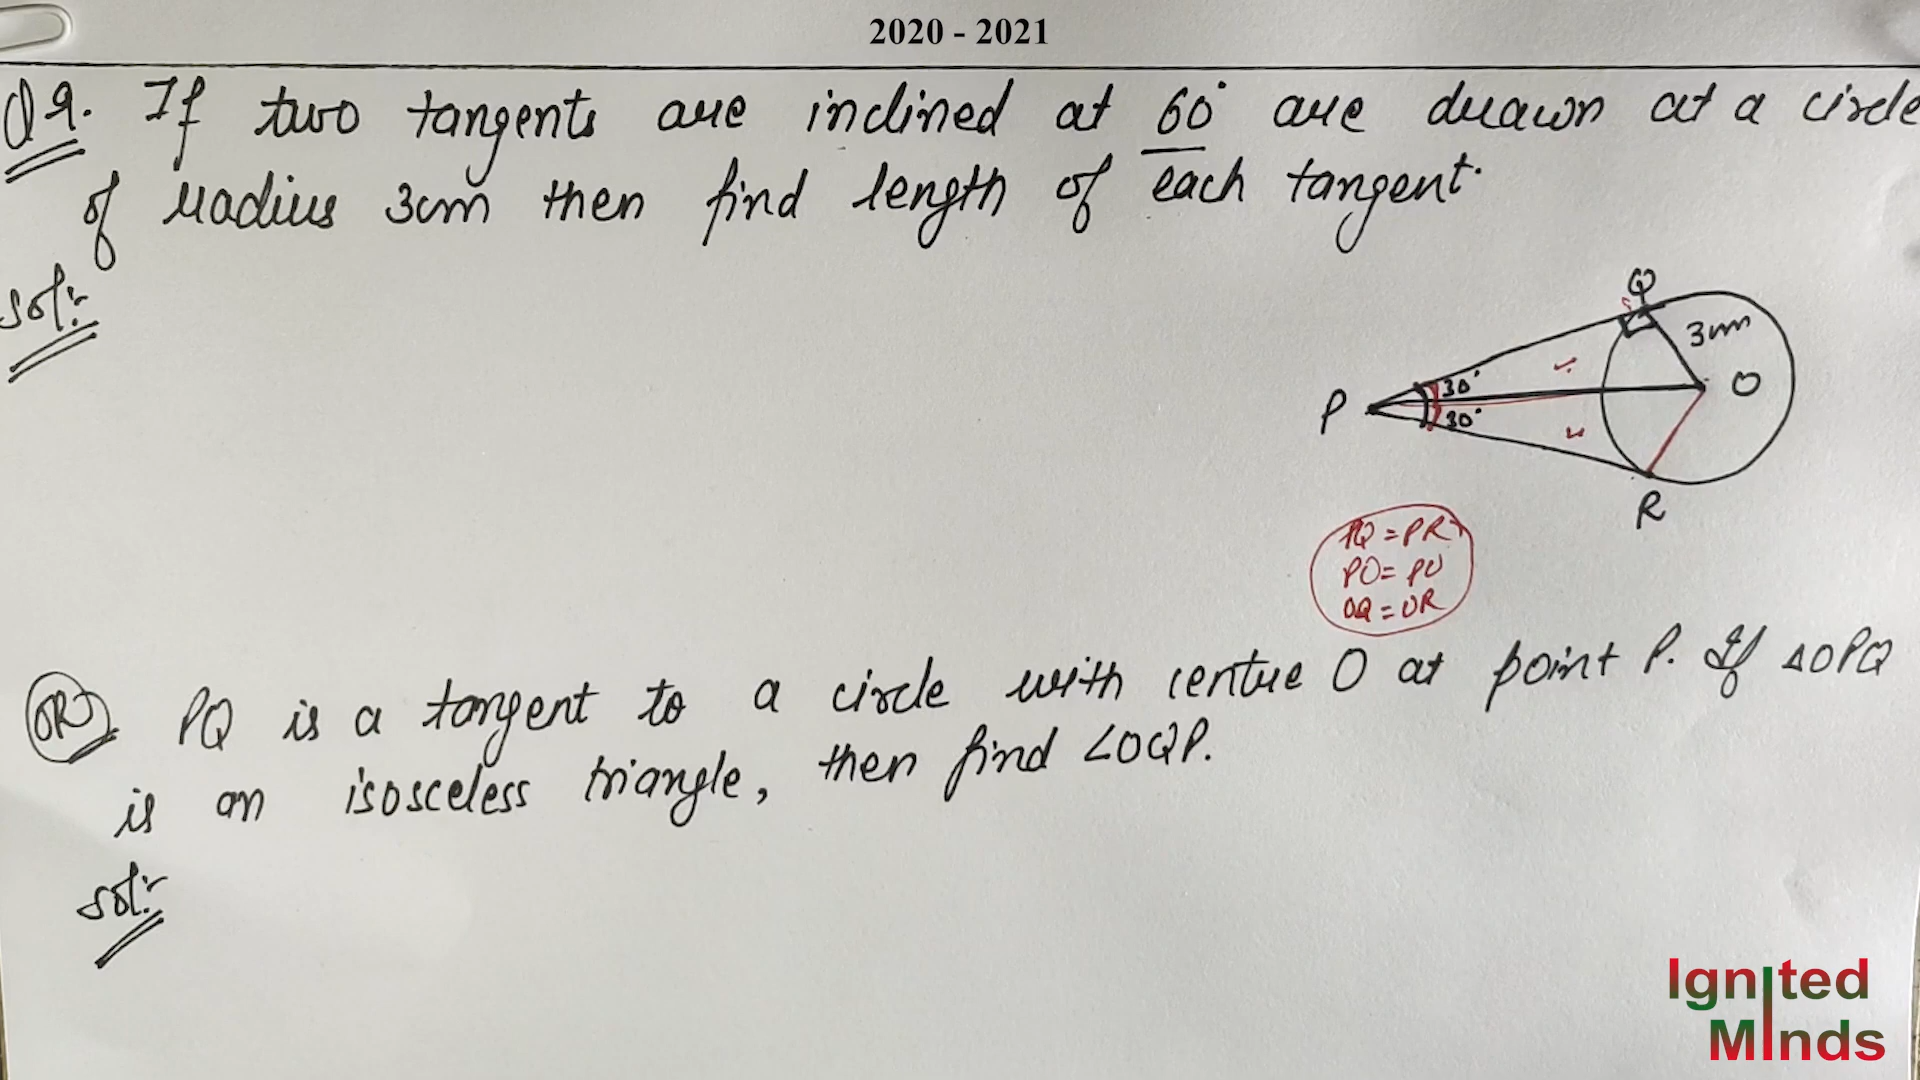 2020 - 2021
Q9. If two tangents are inclined at 60° are drawn at a circle
of radius 3cm then find length of each tangent.
Sol:-
Q
3cm
P
30°
30°
O
R
PQ = PR
PO = PO
OQ = OR
OR PQ is a tangent to a circle with centre O at point P. If △OPQ
is an isosceless triangle, then find ∠OQP.
Sol:-
Ignited
Minds